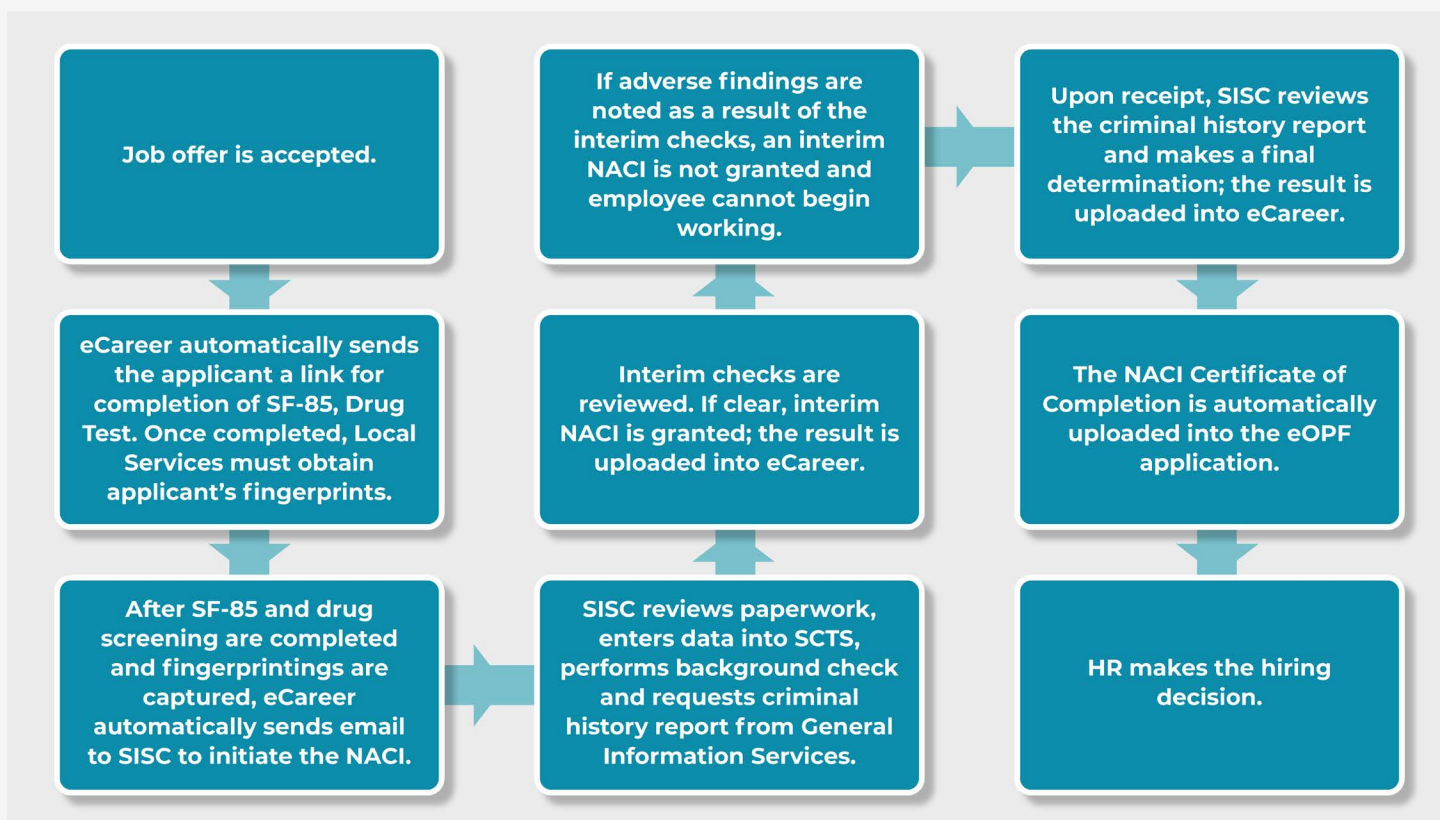 Job offer is accepted.
eCareer automatically sends
the applicant a link for
completion of SF-85, Drug
Test. Once completed, Local
Services must obtain
applicant’s fingerprints.
After SF-85 and drug
screening are completed
and fingerprintings are
captured, eCareer
automatically sends email
to SISC to initiate the NACI.
SISC reviews paperwork,
enters data into SCTS,
performs background check
and requests criminal
history report from General
Information Services.
Interim checks are
reviewed. If clear, interim
NACI is granted; the result is
uploaded into eCareer.
If adverse findings are
noted as a result of the
interim checks, an interim
NACI is not granted and
employee cannot begin
working.
Upon receipt, SISC reviews
the criminal history report
and makes a final
determination; the result is
uploaded into eCareer.
The NACI Certificate of
Completion is automatically
uploaded into the eOPF
application.
HR makes the hiring
decision.